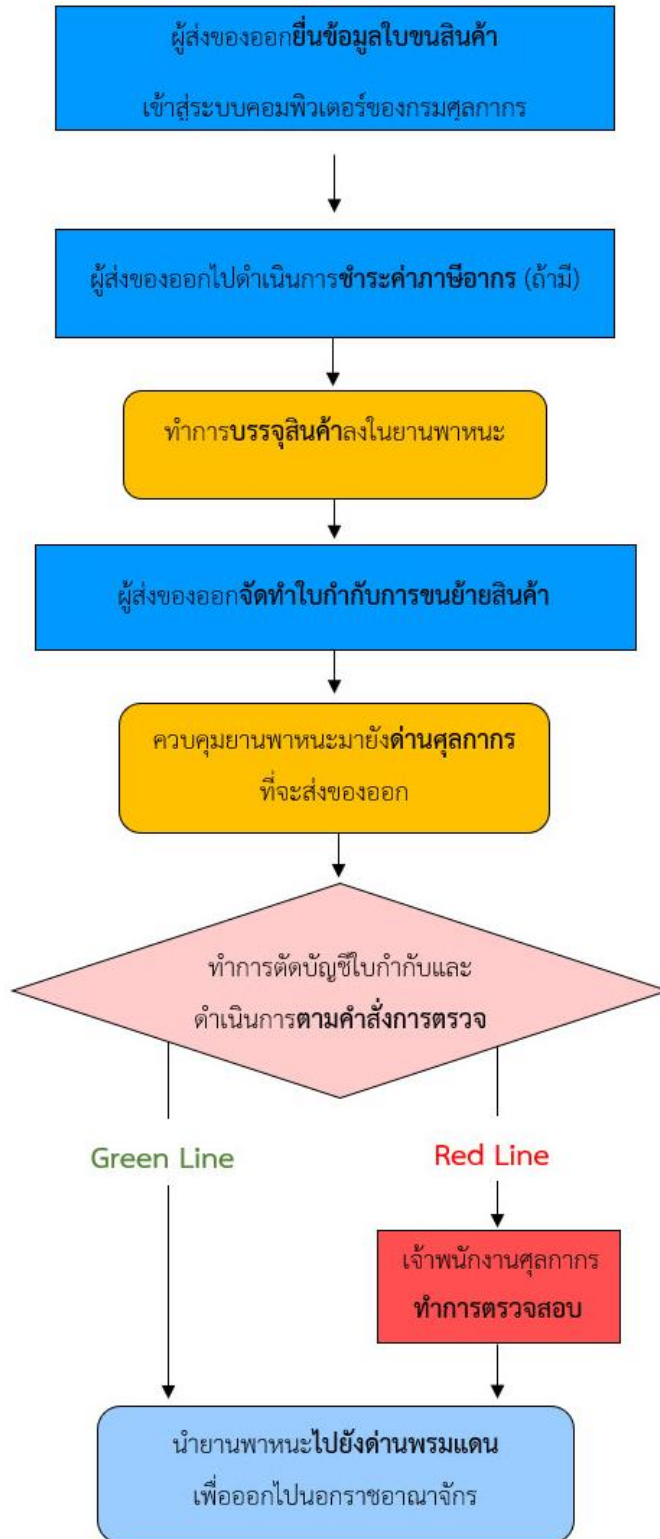 ผู้ส่งของออกยื่นข้อมูลใบขนสินค้า
เข้าสู่ระบบคอมพิวเตอร์ของกรมศุลกากร
ผู้ส่งของออกไปดำเนินการชำระค่าภาษีอากร (ถ้ามี)
ทำการบรรจุสินค้าลงในยานพาหนะ
ผู้ส่งของออกจัดทำใบกำกับการขนย้ายสินค้า
ควบคุมยานพาหนะมายังด่านศุลกากร
ที่จะส่งของออก
ทำการตัดบัญชีใบกำกับและ
ดำเนินการตามคำสั่งการตรวจ
Green Line
Red Line
เจ้าพนักงานศุลกากร
ทำการตรวจสอบ
นำยานพาหนะไปยังด่านพรมแดน
เพื่อออกไปนอกราชอาณาจักร